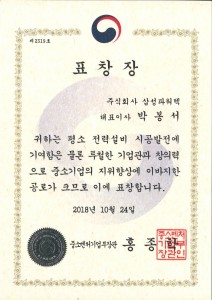 제 2519 호
표 창 장
주식회사 삼성파워텍
대표이사 박 봉 서
귀하는 평소 전력설비 시공발전에
기여함은 물론 투철한 기업관과 창의력
으로 중소기업의 지위향상에 이바지한
공로가 크므로 이에 표창합니다.
2018년 10월 24일
중소벤처기업부장관 홍 종 학